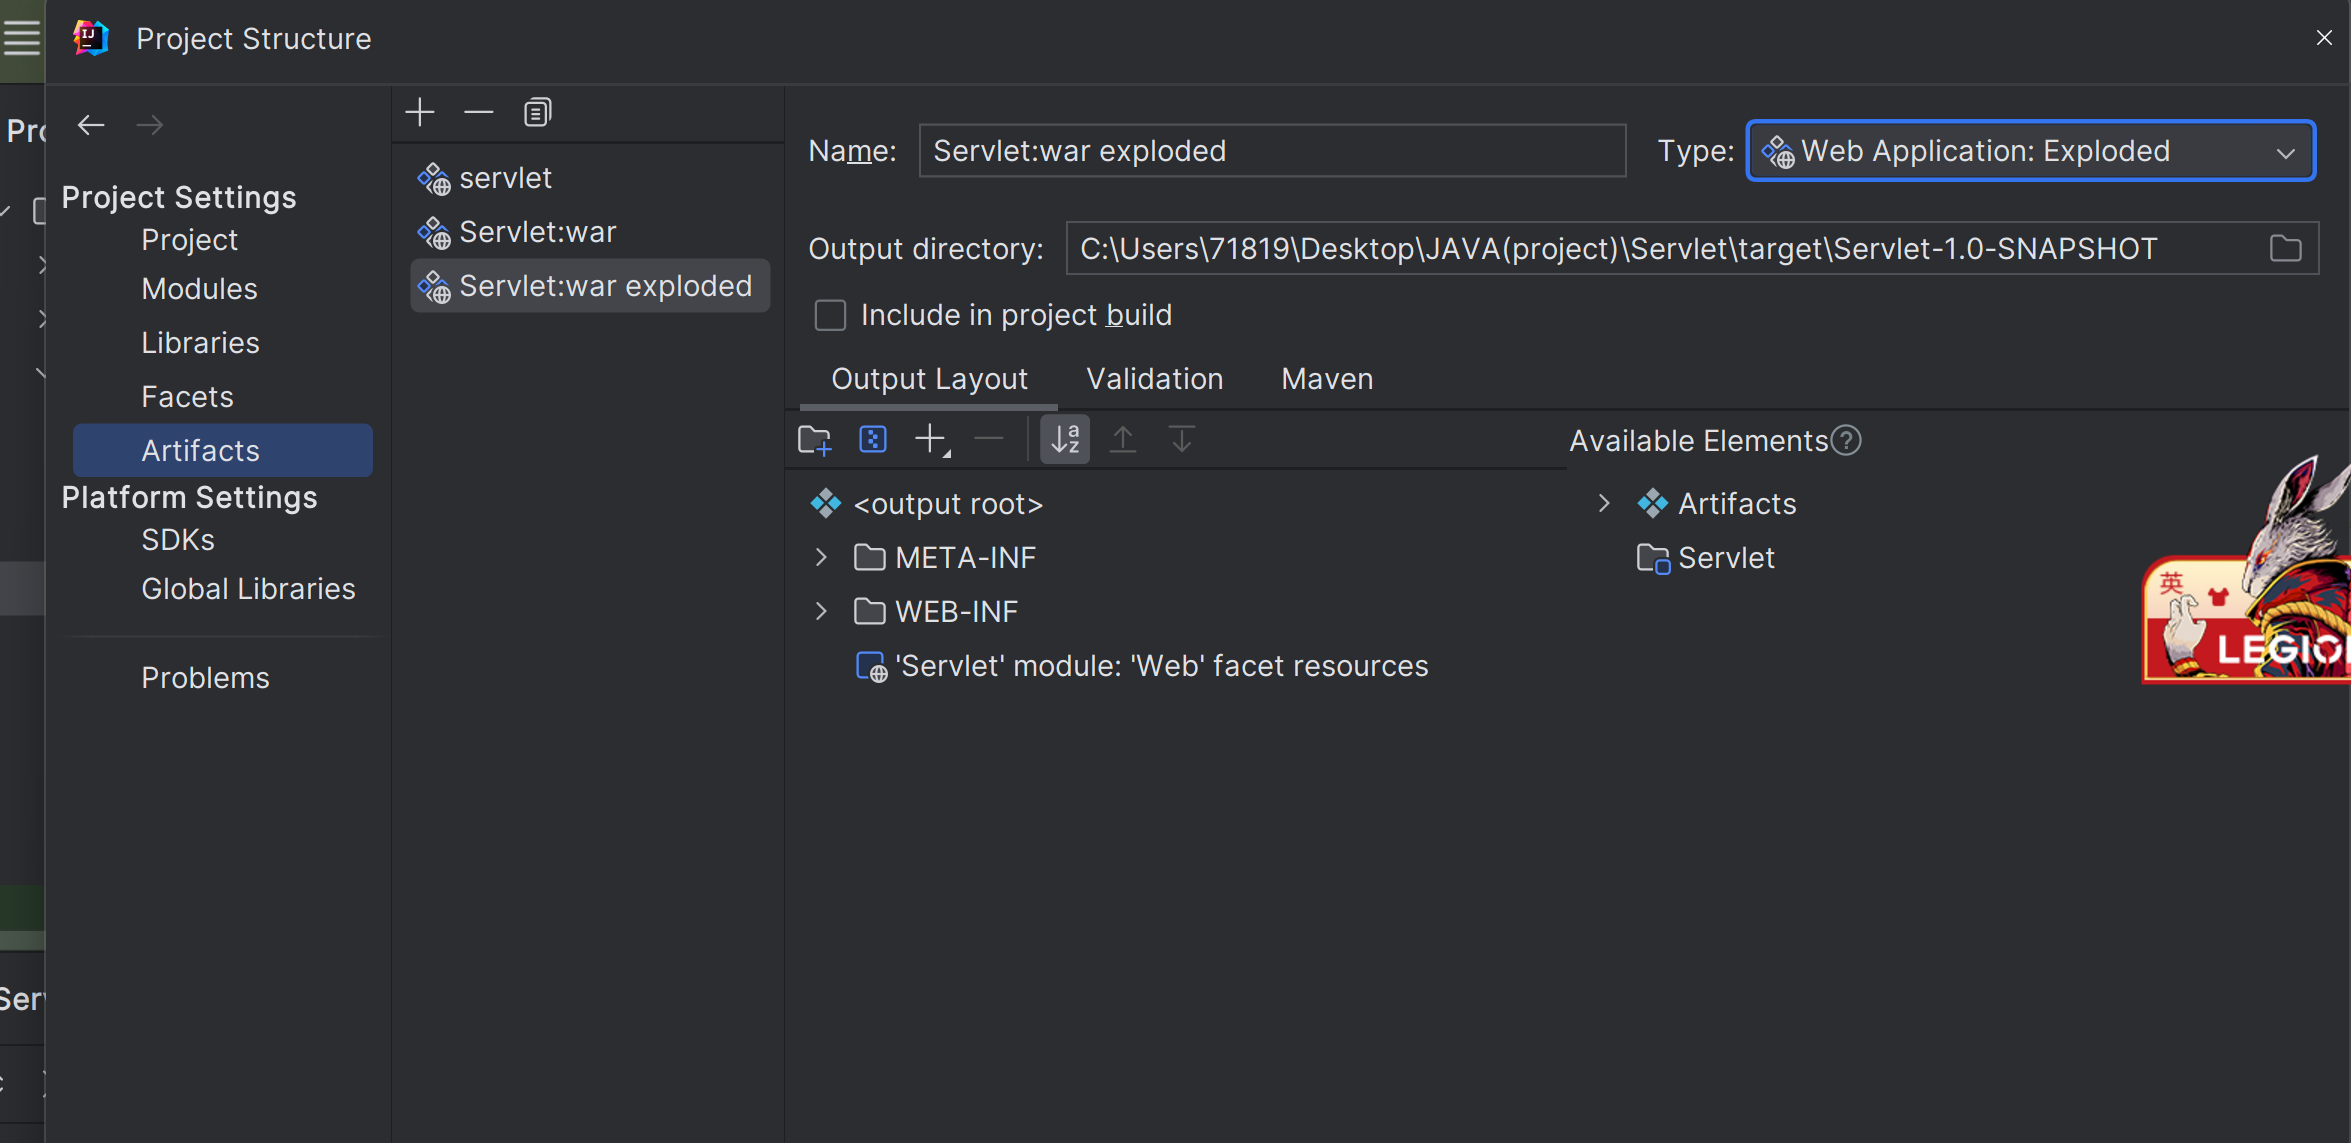 Project Structure
Project Settings
Project
Modules
Libraries
Facets
Artifacts
Platform Settings
SDKs
Global Libraries
Problems
servlet
Servlet:war
Servlet:war exploded
Name: Servlet:war exploded
Type: Web Application: Exploded
Output directory: C:\Users\71819\Desktop\JAVA(project)\Servlet\target\Servlet-1.0-SNAPSHOT
Include in project build
Output Layout Validation Maven
Available Elements
<output root>
META-INF
WEB-INF
'Servlet' module: 'Web' facet resources
Artifacts
Servlet
英